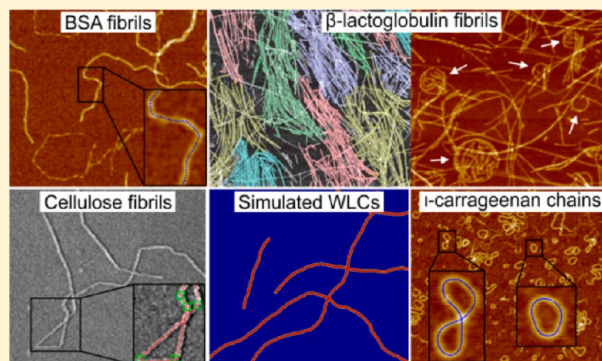 BSA fibrils
β-lactoglobulin fibrils
Cellulose fibrils
Simulated WLCs
ι-carrageenan chains